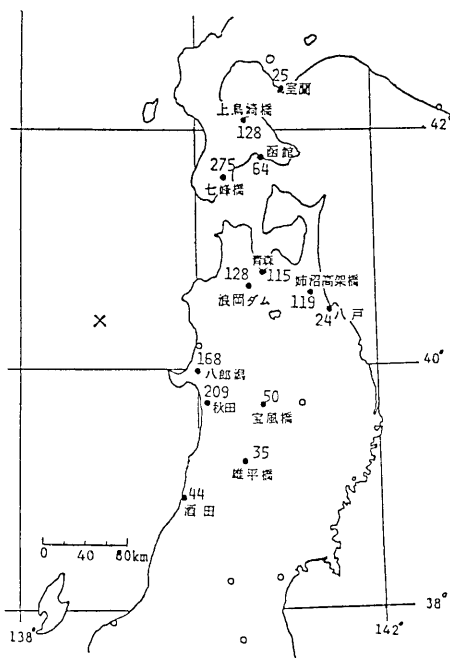 25
室蘭
上鳥崎橋
128
42°
函館
64
275
七峰橋
青森
115
128
浪岡ダム
姉沼高架橋
119
24 八戸
40°
168
八郎潟
209
秋田
50
宝風橋
35
雄平橋
44
酒田
0 40 80km
138°
142°
38°